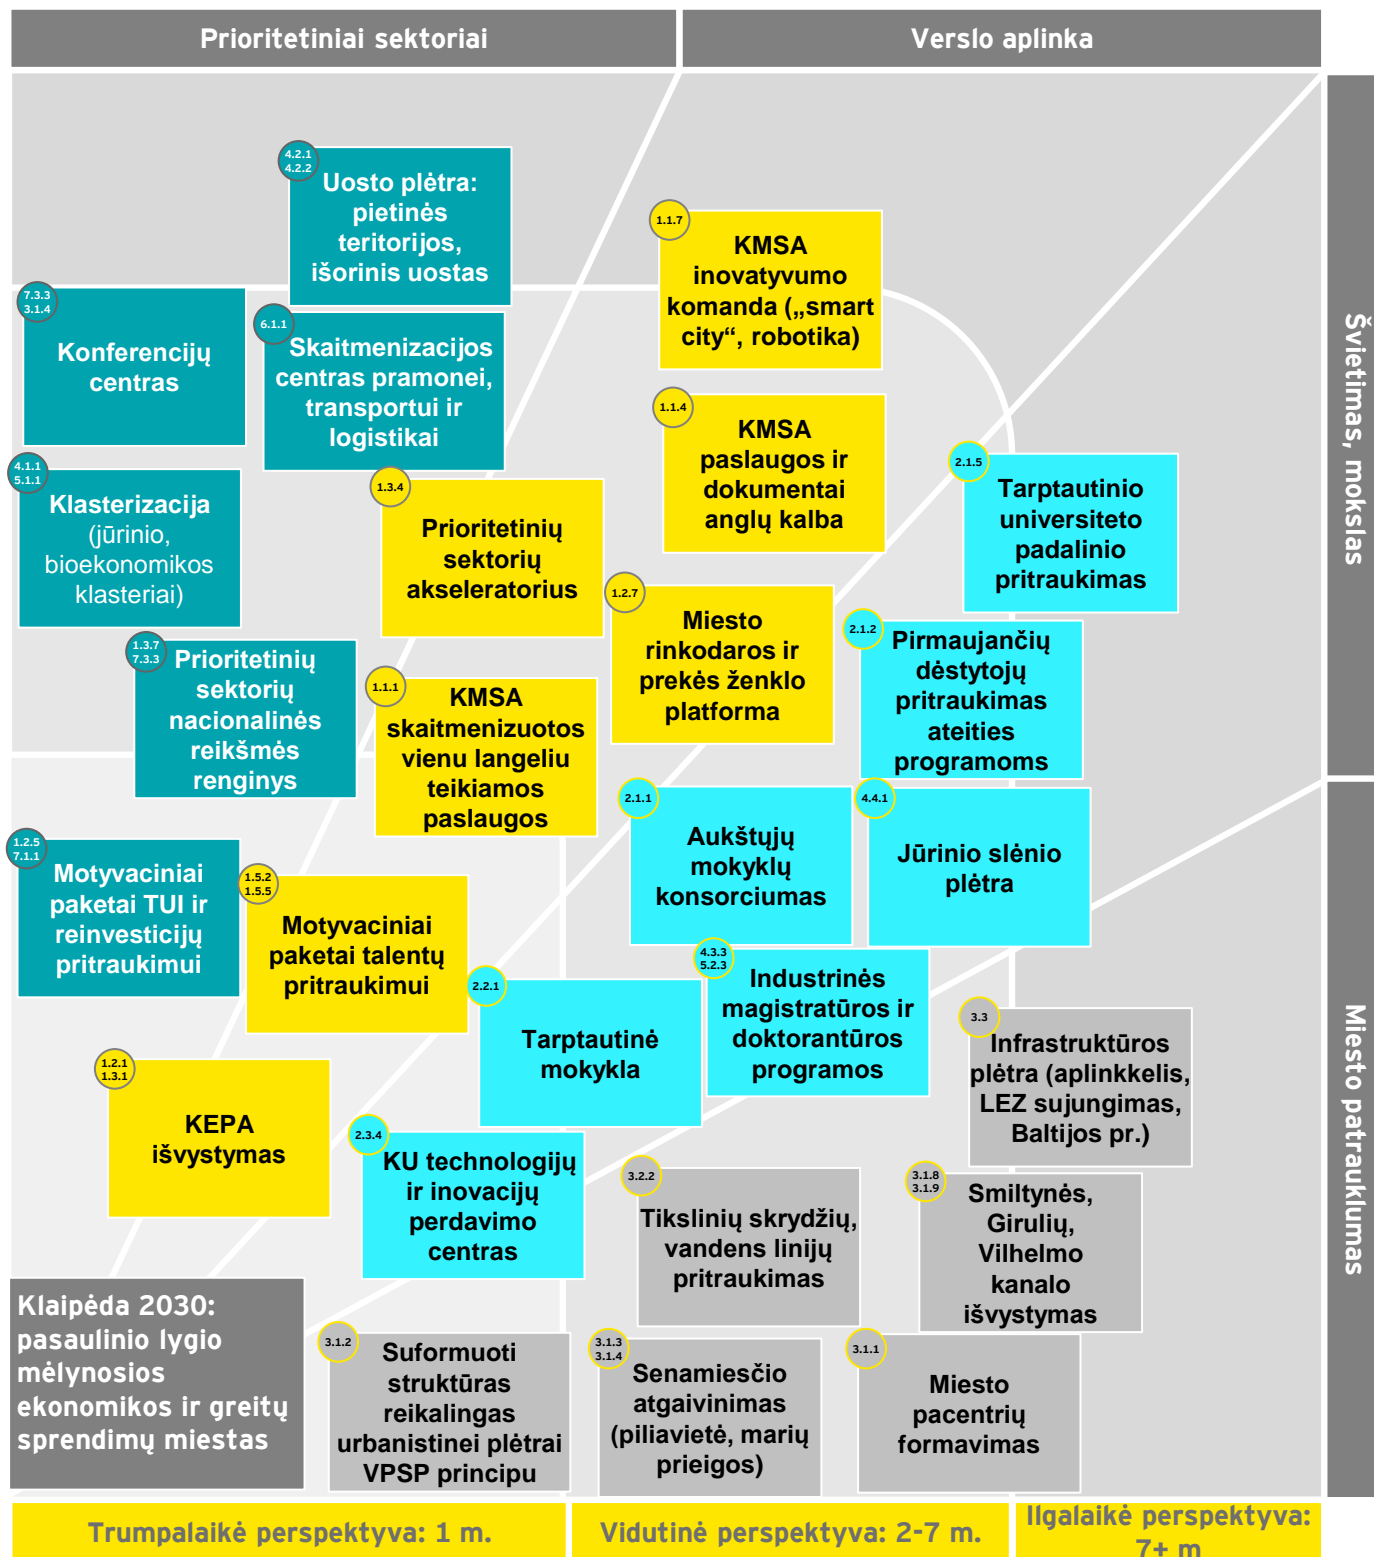 Prioritetiniai sektoriai
Verslo aplinka
4.2.1
4.2.2
Uosto plėtra:
pietinės
teritorijos,
išorinis uostas
1.1.7
KMSA
inovatyvumo
komanda („smart
city“, robotika)
7.3.3
3.1.4
Konferencijų
centras
6.1.1
Skaitmenizacijos
centras pramonei,
transportui ir
logistikai
1.1.4
KMSA
paslaugos ir
dokumentai
anglų kalba
Švietimas, mokslas
4.1.1
5.1.1
Klasterizacija
(jūrinio,
bioekonomikos
klasteriai)
1.3.4
Prioritetinių
sektorių
akseleratorius
2.1.5
Tarptautinio
universiteto
padalinio
pritraukimas
1.2.7
Miesto
rinkodaros ir
prekės ženklo
platforma
2.1.2
Pirmaujančių
dėstytojų
pritraukimas
ateities
programoms
1.3.7
7.3.3
Prioritetinių
sektorių
nacionalinės
reikšmės
renginys
1.1.1
KMSA
skaitmenizuotos
vienu langeliu
teikiamos
paslaugos
2.1.1
Aukštųjų
mokyklų
konsorciumas
4.4.1
Jūrinio slėnio
plėtra
1.2.5
7.1.1
Motyvaciniai
paketai TUI ir
reinvesticijų
pritraukimui
1.5.2
1.5.5
Motyvaciniai
paketai talentų
pritraukimui
2.2.1
Tarptautinė
mokykla
4.3.3
5.2.3
Industrinės
magistratūros ir
doktorantūros
programos
3.3
Infrastruktūros
plėtra (aplinkkelis,
LEZ sujungimas,
Baltijos pr.)
Miesto patrauklumas
1.2.1
1.3.1
KEPA
išvystymas
2.3.4
KU technologijų
ir inovacijų
perdavimo
centras
3.2.2
Tikslinių skrydžių,
vandens linijų
pritraukimas
3.1.8
3.1.9
Smiltynės,
Girulių,
Vilhelmo
kanalo
išvystymas
Klaipėda 2030:
pasaulinio lygio
mėlynosios
ekonomikos ir greitų
sprendimų miestas
3.1.2
Suformuoti
struktūras
reikalingas
urbanistinei plėtrai
VPSP principu
3.1.3
3.1.4
Senamiesčio
atgaivinimas
(piliavietė, marių
prieigos)
3.1.1
Miesto
pacentrių
formavimas
Trumpalaikė perspektyva: 1 m.
Vidutinė perspektyva: 2-7 m.
Ilgalaikė perspektyva:
7+ m